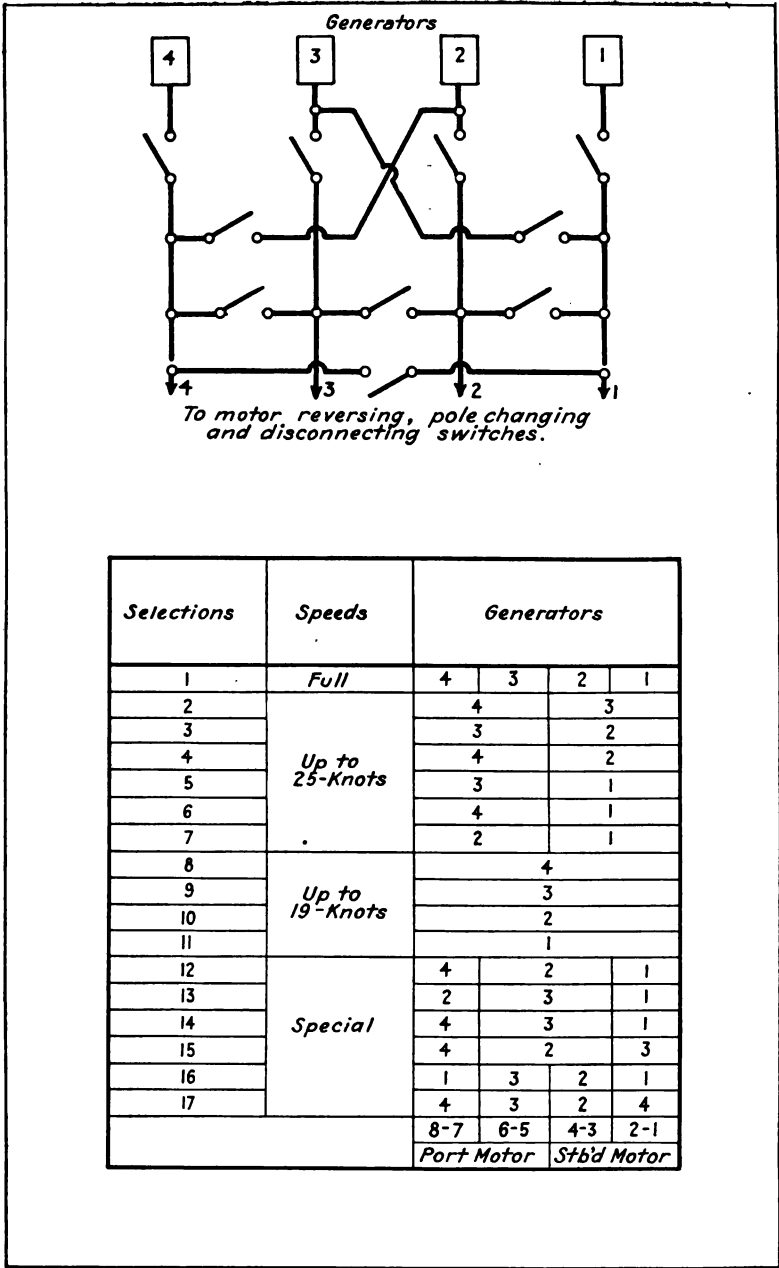 Generators
4 3 2 1
4 3 2 1
To motor reversing, pole changing
and disconnecting switches.
Selections Speeds Generators
1 Full 4 3 2 1
2 4 3
3 3 2
4 Up to 4 2
5 25-Knots 3 1
6 4 1
7 2 1
8 4
9 Up to 3
10 19-Knots 2
11 1
12 4 2 1
13 2 3 1
14 Special 4 3 1
15 4 2 3
16 1 3 2 1
17 4 3 2 4
8-7 6-5 4-3 2-1
Port Motor Stb'd Motor